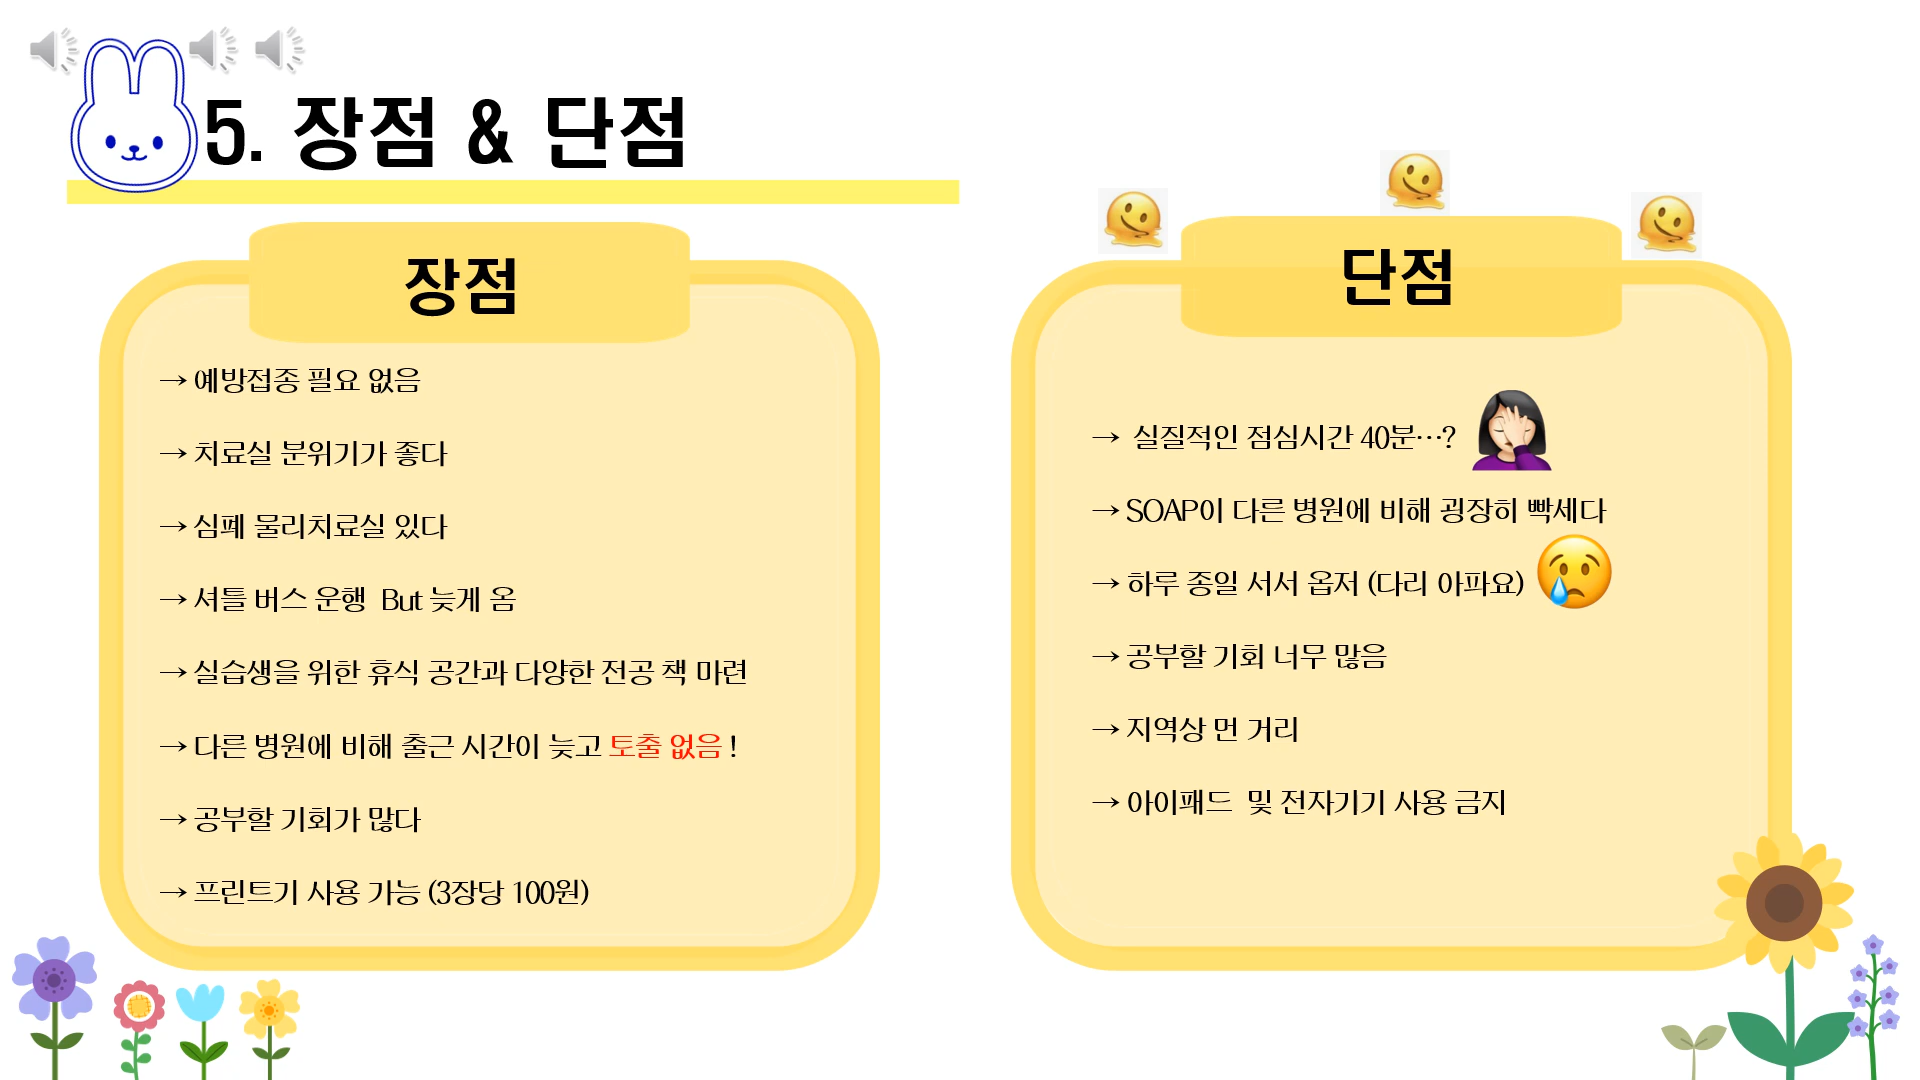 5. 장점 & 단점
장점
→ 예방접종 필요 없음
→ 치료실 분위기가 좋다
→ 심폐 물리치료실 있다
→ 셔틀 버스 운행 But 늦게 옴
→ 실습생을 위한 휴식 공간과 다양한 전공 책 마련
→ 다른 병원에 비해 출근 시간이 늦고 토출 없음 !
→ 공부할 기회가 많다
→ 프린트기 사용 가능 (3장당 100원)
단점
→ 실질적인 점심시간 40분…?
→ SOAP이 다른 병원에 비해 굉장히 빡세다
→ 하루 종일 서서 옵저 (다리 아파요)
→ 공부할 기회 너무 많음
→ 지역상 먼 거리
→ 아이패드 및 전자기기 사용 금지